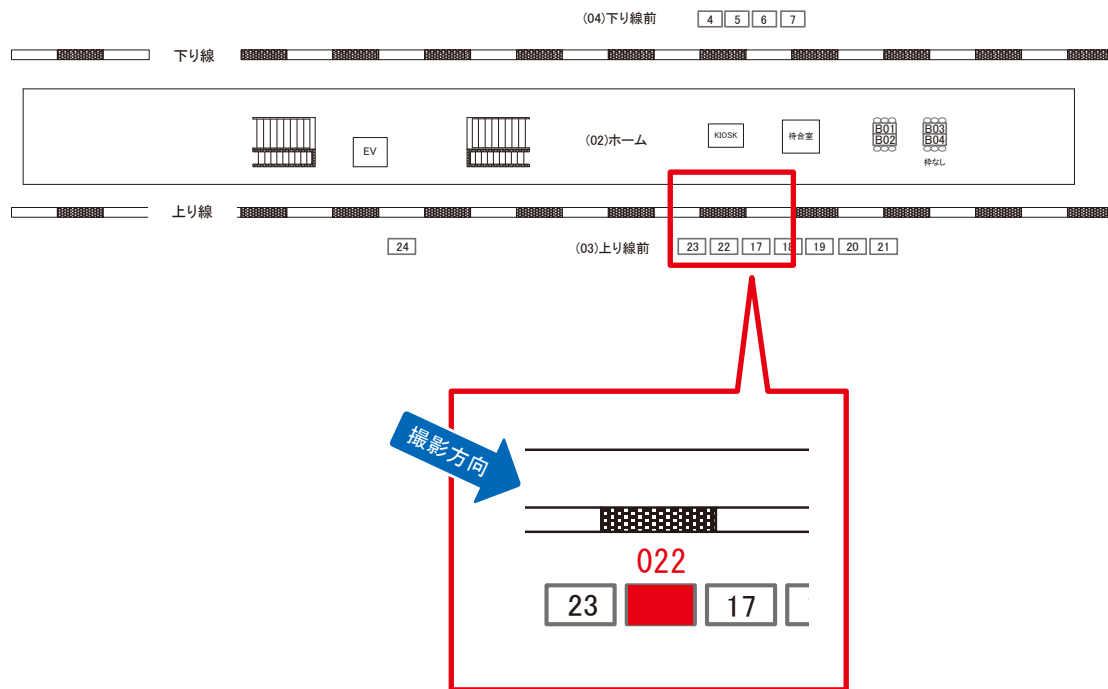 (04)下り線前 4 5 6 7
下り線
EV
(02)ホーム
KIOSK
待合室
B01
B02
B03
B04
枠なし
上り線
24
(03)上り線前 23 22 17 18 19 20 21
撮影方向
022
23
17